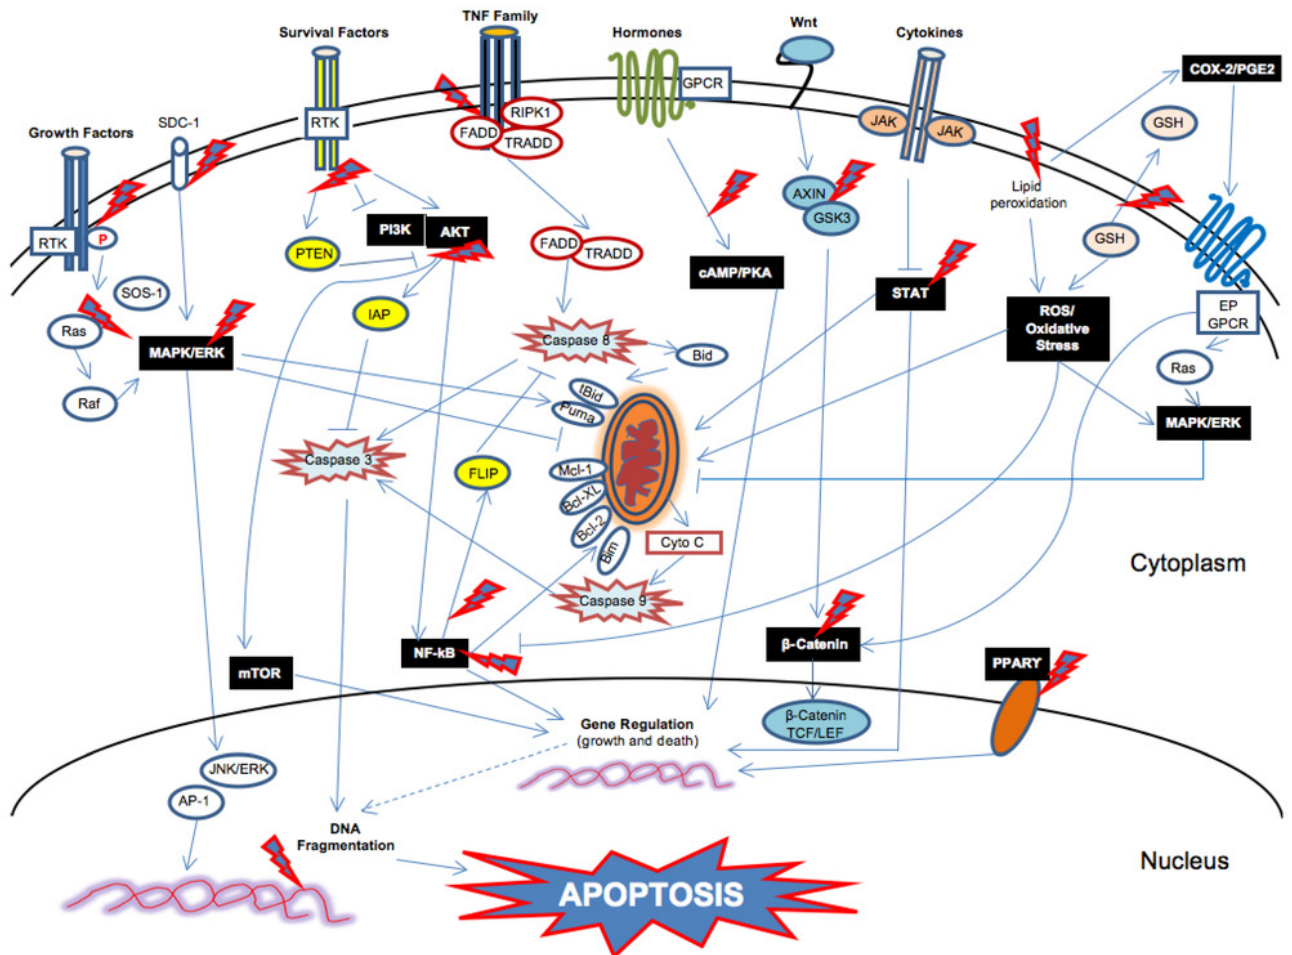 TNF Family
Survival Factors
Hormones
Wnt
Cytokines
COX-2/PGE2
GPCR
Growth Factors
SDC-1
RTK
RIPK1
FADD
TRADD
JAK
JAK
GSH
Lipid
peroxidation
AXIN
GSK3
RTK
P
PI3K
AKT
PTEN
FADD
TRADD
GSH
cAMP/PKA
STAT
SOS-1
IAP
ROS/
Oxidative
Stress
EP
GPCR
Ras
MAPK/ERK
Caspase 8
Bid
Ras
Raf
tBid
Puma
MAPK/ERK
Caspase 3
FLIP
Mcl-1
Bcl-XL
Bcl-2
Bim
Cyto C
Cytoplasm
Caspase 9
NF-kB
β-Catenin
mTOR
PPARϒ
Gene Regulation
(growth and death)
β-Catenin
TCF/LEF
JNK/ERK
AP-1
DNA
Fragmentation
Nucleus
APOPTOSIS